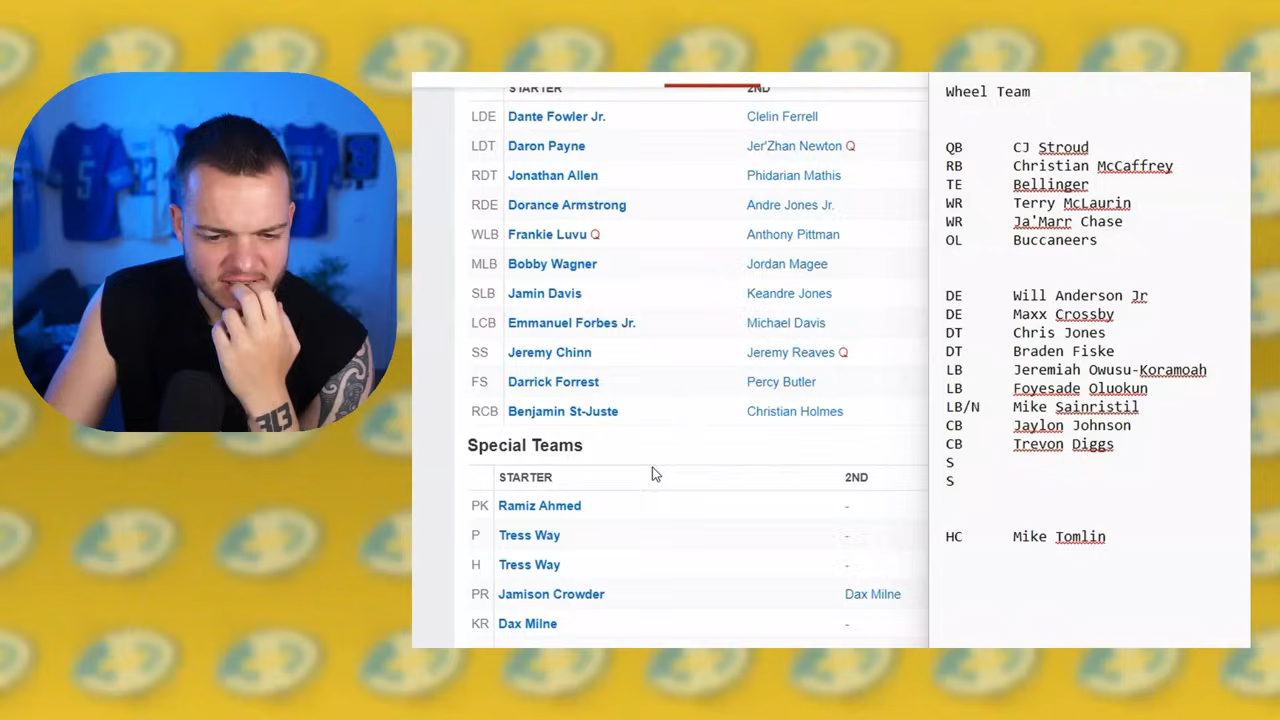 5
21
3
313
STARTER 2ND
LDE Dante Fowler Jr. Clelin Ferrell
LDT Daron Payne Jer'Zhan Newton Q
RDT Jonathan Allen Phidarian Mathis
RDE Dorance Armstrong Andre Jones Jr.
WLB Frankie Luvu Q Anthony Pittman
MLB Bobby Wagner Jordan Magee
SLB Jamin Davis Keandre Jones
LCB Emmanuel Forbes Jr. Michael Davis
SS Jeremy Chinn Jeremy Reaves Q
FS Darrick Forrest Percy Butler
RCB Benjamin St-Juste Christian Holmes
Special Teams
STARTER 2ND
PK Ramiz Ahmed -
P Tress Way -
H Tress Way -
PR Jamison Crowder Dax Milne
KR Dax Milne -
Wheel Team
QB CJ Stroud
RB Christian McCaffrey
TE Bellinger
WR Terry McLaurin
WR Ja'Marr Chase
OL Buccaneers
DE Will Anderson Jr
DE Maxx Crossby
DT Chris Jones
DT Braden Fiske
LB Jeremiah Owusu-Koramoah
LB Foyesade Oluokun
LB/N Mike Sainristil
CB Jaylon Johnson
CB Trevon Diggs
S
S
HC Mike Tomlin